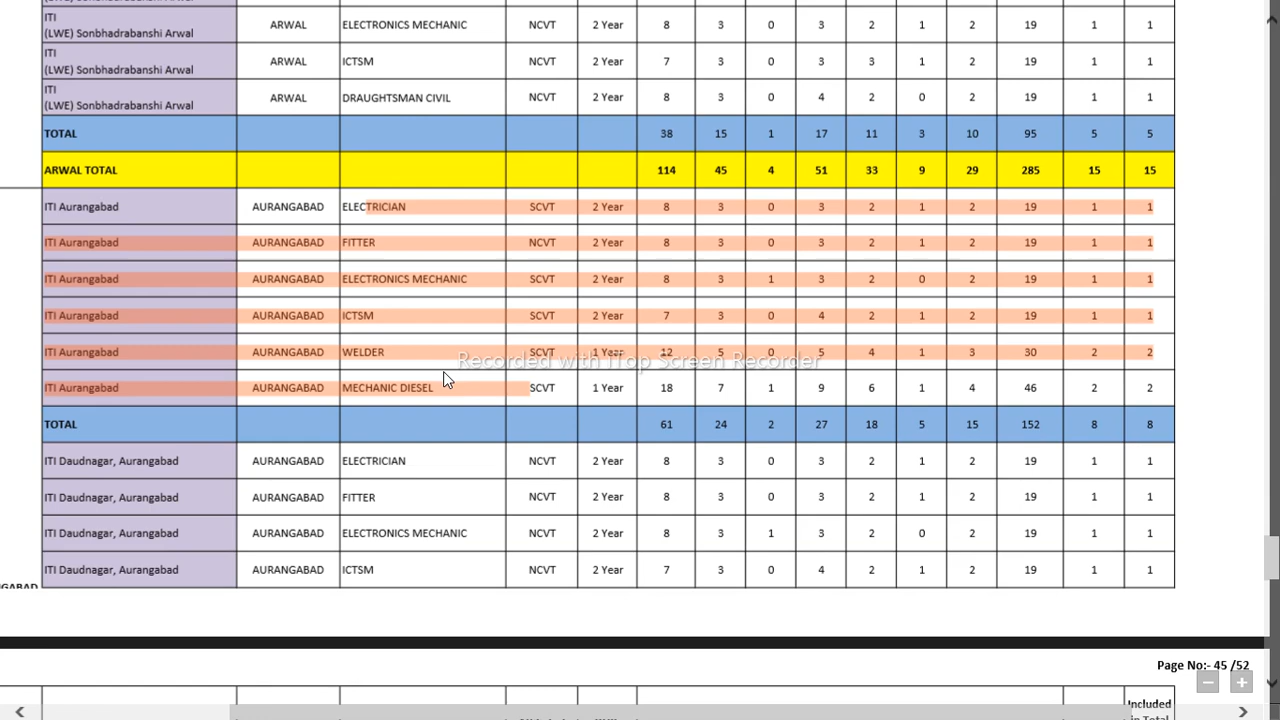 ITI
(LWE) Sonbhadrabanshi Arwal ARWAL ELECTRONICS MECHANIC NCVT 2 Year 8 3 0 3 2 1 2 19 1 1
ITI
(LWE) Sonbhadrabanshi Arwal ARWAL ICTSM NCVT 2 Year 7 3 0 3 3 1 2 19 1 1
ITI
(LWE) Sonbhadrabanshi Arwal ARWAL DRAUGHTSMAN CIVIL NCVT 2 Year 8 3 0 4 2 0 2 19 1 1
TOTAL 38 15 1 17 11 3 10 95 5 5
ARWAL TOTAL 114 45 4 51 33 9 29 285 15 15
ITI Aurangabad AURANGABAD ELECTRICIAN SCVT 2 Year 8 3 0 3 2 1 2 19 1 1
ITI Aurangabad AURANGABAD FITTER NCVT 2 Year 8 3 0 3 2 1 2 19 1 1
ITI Aurangabad AURANGABAD ELECTRONICS MECHANIC SCVT 2 Year 8 3 1 3 2 0 2 19 1 1
ITI Aurangabad AURANGABAD ICTSM SCVT 2 Year 7 3 0 4 2 1 2 19 1 1
ITI Aurangabad AURANGABAD WELDER SCVT 1 Year 12 5 0 5 4 1 3 30 2 2
Recorded with iTop Screen Recorder
ITI Aurangabad AURANGABAD MECHANIC DIESEL SCVT 1 Year 18 7 1 9 6 1 4 46 2 2
TOTAL 61 24 2 27 18 5 15 152 8 8
ITI Daudnagar, Aurangabad AURANGABAD ELECTRICIAN NCVT 2 Year 8 3 0 3 2 1 2 19 1 1
ITI Daudnagar, Aurangabad AURANGABAD FITTER NCVT 2 Year 8 3 0 3 2 1 2 19 1 1
ITI Daudnagar, Aurangabad AURANGABAD ELECTRONICS MECHANIC NCVT 2 Year 8 3 1 3 2 0 2 19 1 1
ITI Daudnagar, Aurangabad AURANGABAD ICTSM NCVT 2 Year 7 3 0 4 2 1 2 19 1 1
Page No:- 45 /52
Included